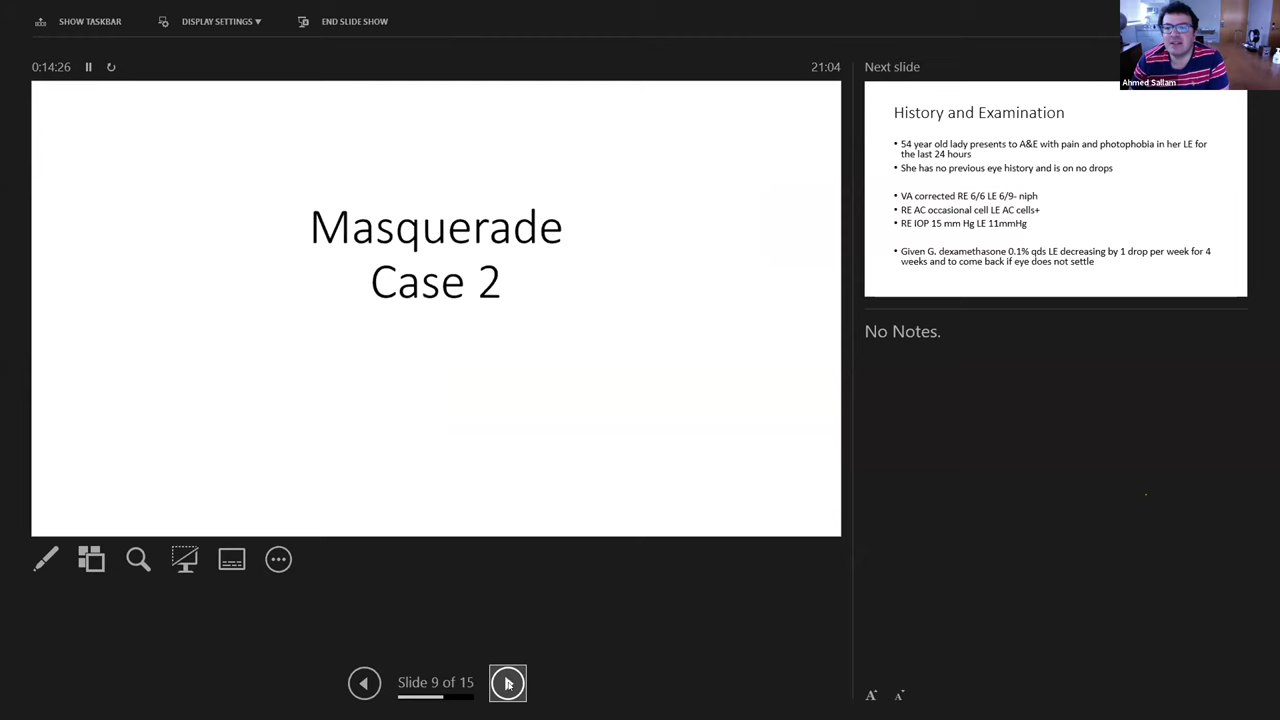 SHOW TASKBAR
DISPLAY SETTINGS ▼
END SLIDE SHOW
Ahmed Sallam
0:14:26
21:04
Next slide
Masquerade
Case 2
History and Examination
• 54 year old lady presents to A&E with pain and photophobia in her LE for
the last 24 hours
• She has no previous eye history and is on no drops
• VA corrected RE 6/6 LE 6/9- niph
• RE AC occasional cell LE AC cells+
• RE IOP 15 mm Hg LE 11mmHg
• Given G. dexamethasone 0.1% qds LE decreasing by 1 drop per week for 4
weeks and to come back if eye does not settle
No Notes.
Slide 9 of 15
A A